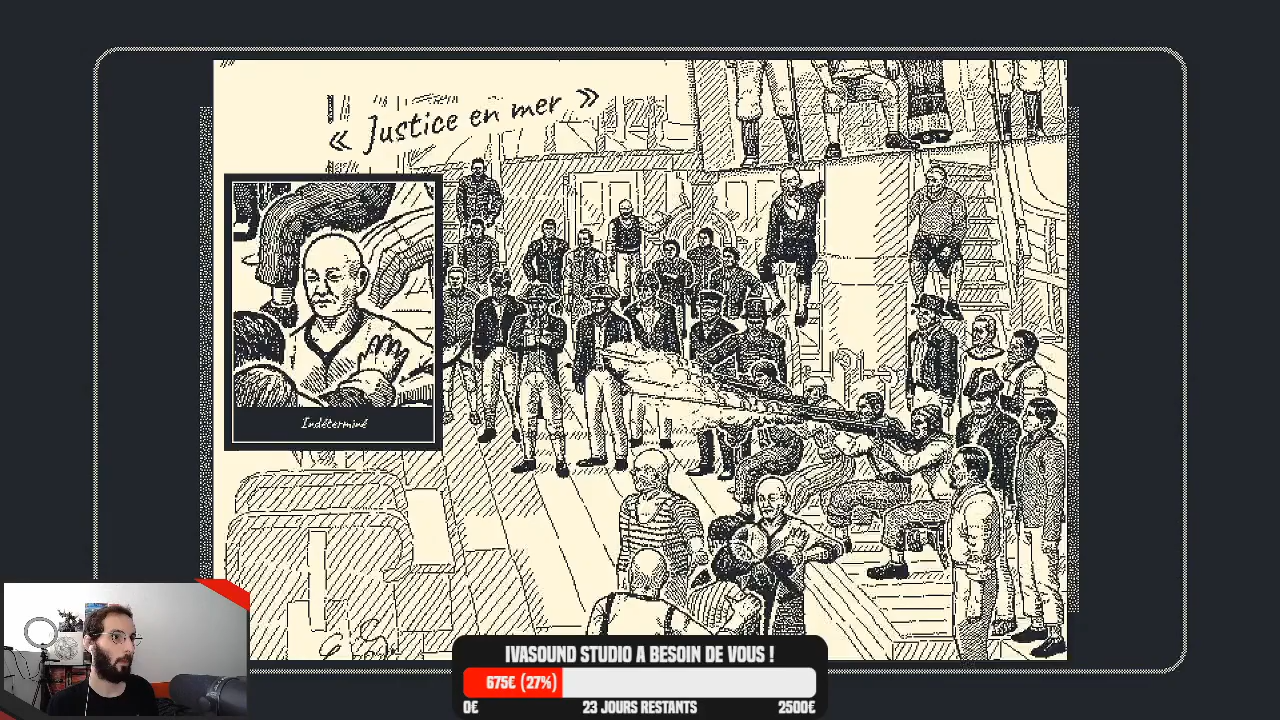 « Justice en mer »
Indéterminé
IVASOUND STUDIO A BESOIN DE VOUS !
675€ (27%)
0€ 23 JOURS RESTANTS 2500€